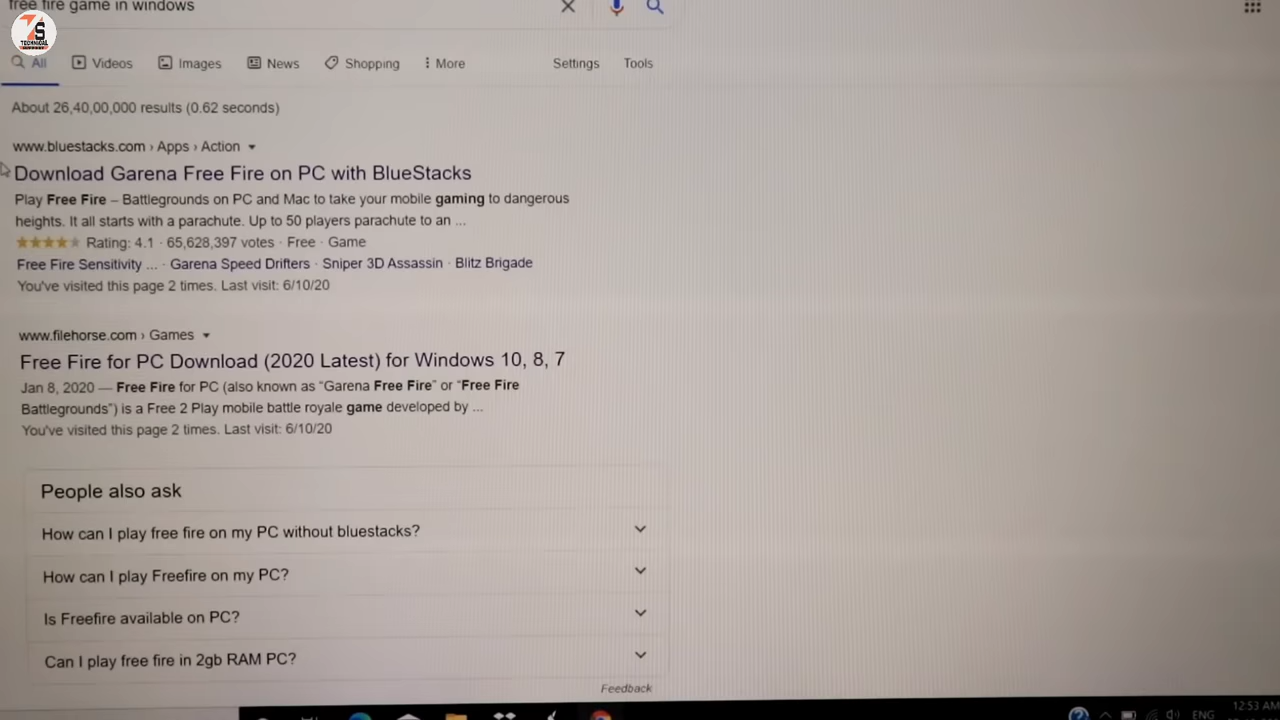 free fire game in windows
TS
TECHNICAL
All Videos Images News Shopping More Settings Tools
About 26,40,00,000 results (0.62 seconds)
www.bluestacks.com › Apps › Action
Download Garena Free Fire on PC with BlueStacks
Play Free Fire – Battlegrounds on PC and Mac to take your mobile gaming to dangerous
heights. It all starts with a parachute. Up to 50 players parachute to an ...
Rating: 4.1 · 65,628,397 votes · Free · Game
Free Fire Sensitivity ... · Garena Speed Drifters · Sniper 3D Assassin · Blitz Brigade
You've visited this page 2 times. Last visit: 6/10/20
www.filehorse.com › Games
Free Fire for PC Download (2020 Latest) for Windows 10, 8, 7
Jan 8, 2020 — Free Fire for PC (also known as “Garena Free Fire” or “Free Fire
Battlegrounds”) is a Free 2 Play mobile battle royale game developed by ...
You've visited this page 2 times. Last visit: 6/10/20
People also ask
How can I play free fire on my PC without bluestacks?
How can I play Freefire on my PC?
Is Freefire available on PC?
Can I play free fire in 2gb RAM PC?
Feedback
ENG
12:53 AM